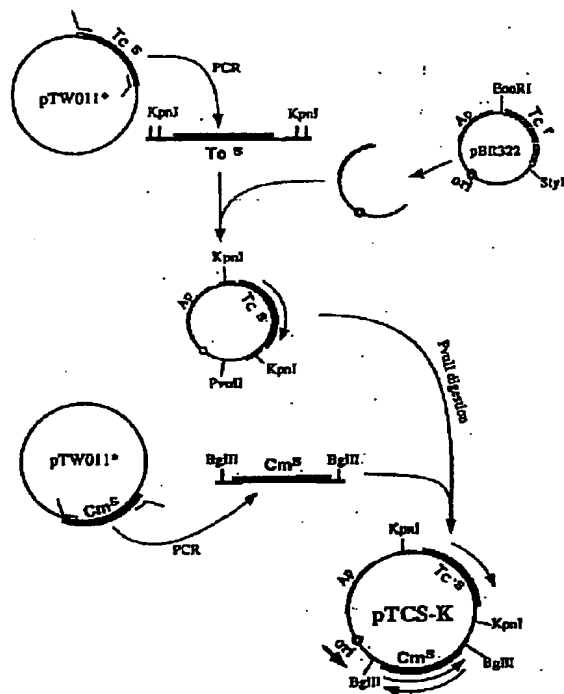 Tc s
pTW011*
PCR
KpnI
KpnI
Tc s
EcoRI
Ap
Tc r
pBR322
ori
StyI
KpnI
Ap
Tc s
KpnI
PvuII
PvuII digestion
pTW011*
Cm s
PCR
BglII
Cm s
BglII
KpnI
Ap
Tc s
pTCS-K
KpnI
ori
BglII
Cm s
BglII